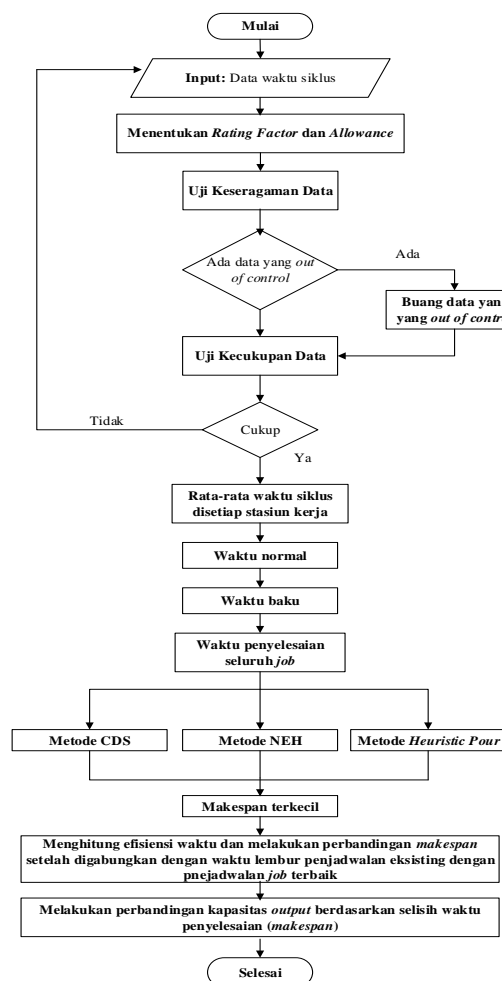 Mulai
Input: Data waktu siklus
Menentukan Rating Factor dan Allowance
Uji Keseragaman Data
Ada data yang out
of control
Ada
Buang data yan
yang out of contr
Uji Kecukupan Data
Tidak
Cukup
Ya
Rata-rata waktu siklus
disetiap stasiun kerja
Waktu normal
Waktu baku
Waktu penyelesaian
seluruh job
Metode CDS
Metode NEH
Metode Heuristic Pour
Makespan terkecil
Menghitung efisiensi waktu dan melakukan perbandingan makespan
setelah digabungkan dengan waktu lembur penjadwalan eksisting dengan
pnejadwalan job terbaik
Melakukan perbandingan kapasitas output berdasarkan selisih waktu
penyelesaian (makespan)
Selesai